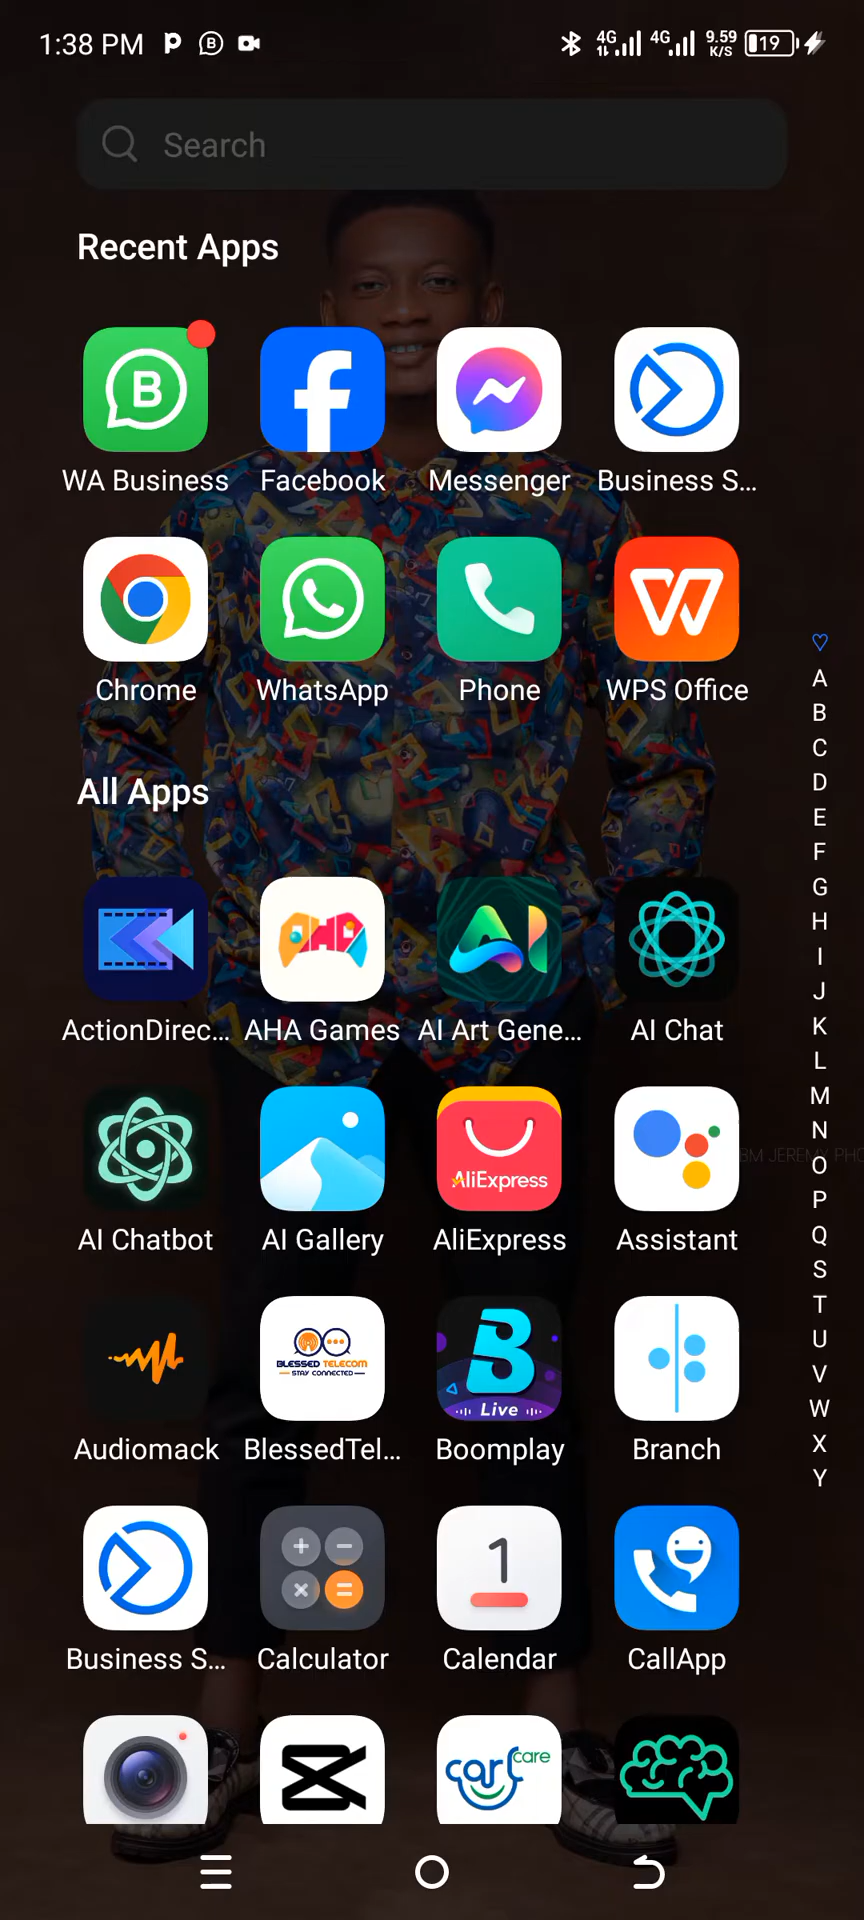 1:38 PM
4G 4G 9.59 K/S 19
Search
Recent Apps
WA Business Facebook Messenger Business S...
Chrome WhatsApp Phone WPS Office
All Apps
ActionDirec... AHA Games AI Art Gene... AI Chat
AliExpress
AI Chatbot AI Gallery AliExpress Assistant
BLESSED TELECOM
STAY CONNECTED
Live
Audiomack BlessedTel... Boomplay Branch
1
Business S... Calculator Calendar CallApp
carlcare
A
B
C
D
E
F
G
H
I
J
K
L
M
N
O
P
Q
S
T
U
V
W
X
Y